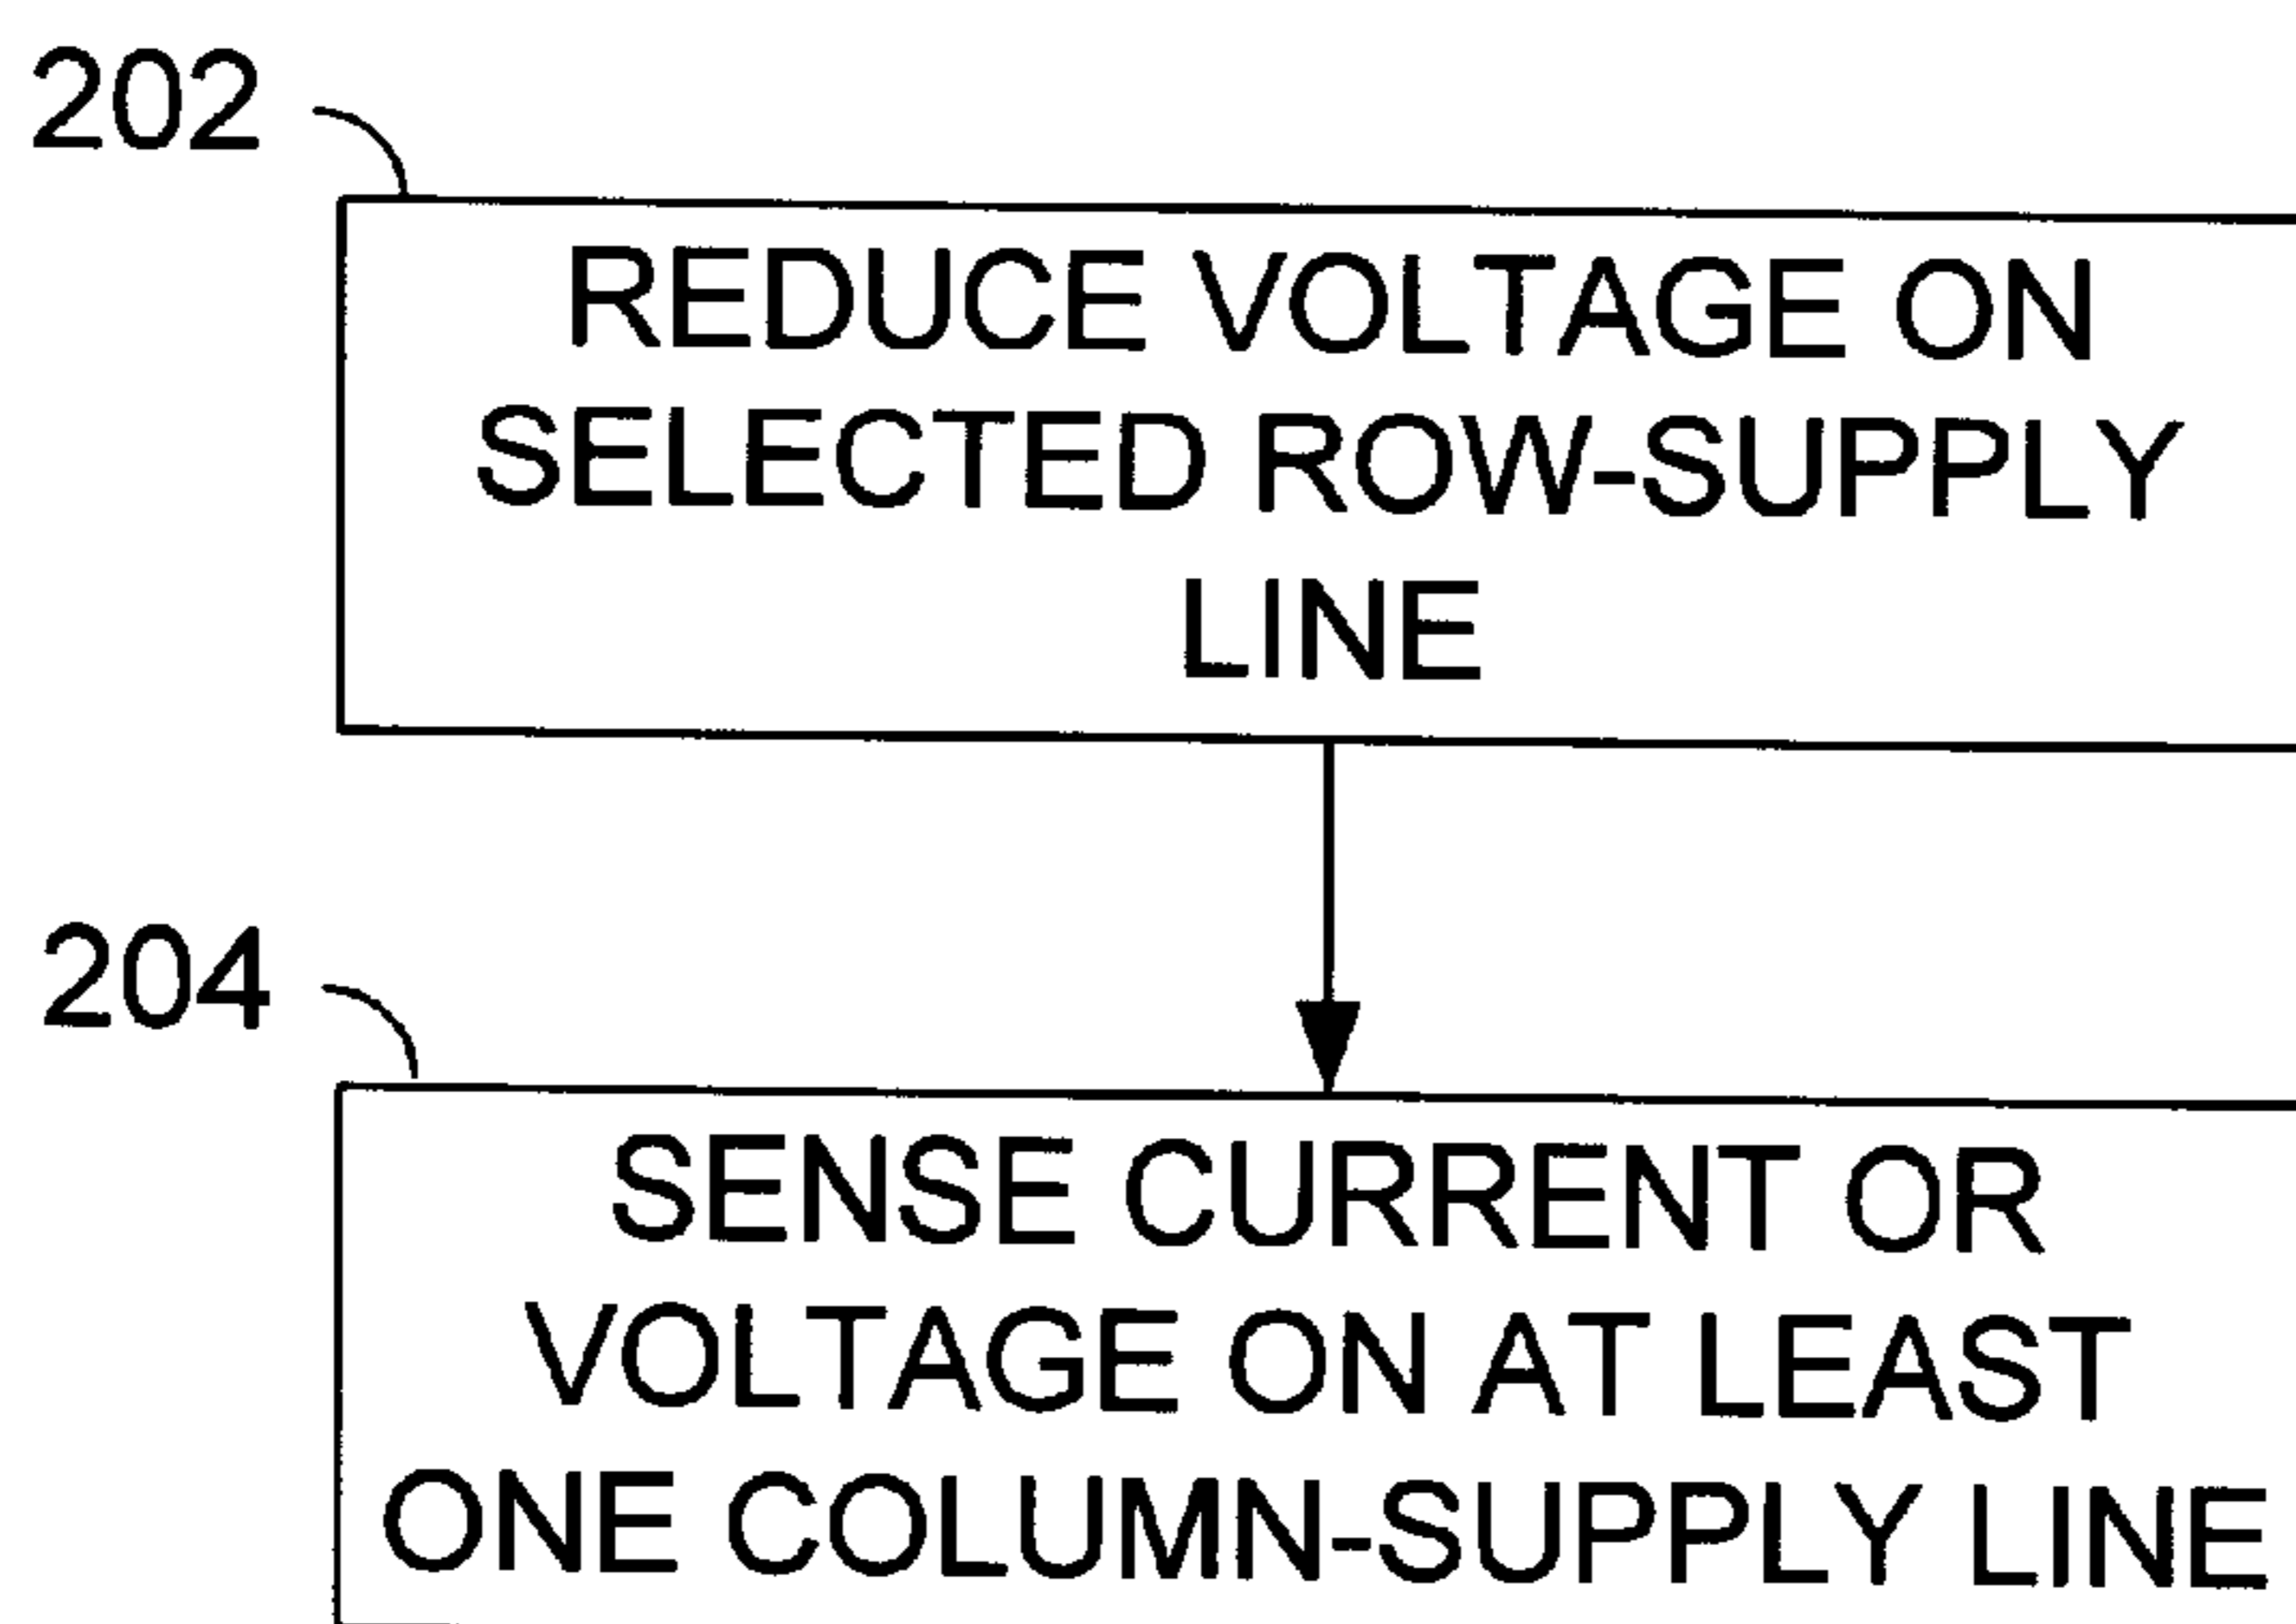 202
REDUCE VOLTAGE ON
SELECTED ROW-SUPPLY
LINE
204
SENSE CURRENT OR
VOLTAGE ON AT LEAST
ONE COLUMN-SUPPLY LINE